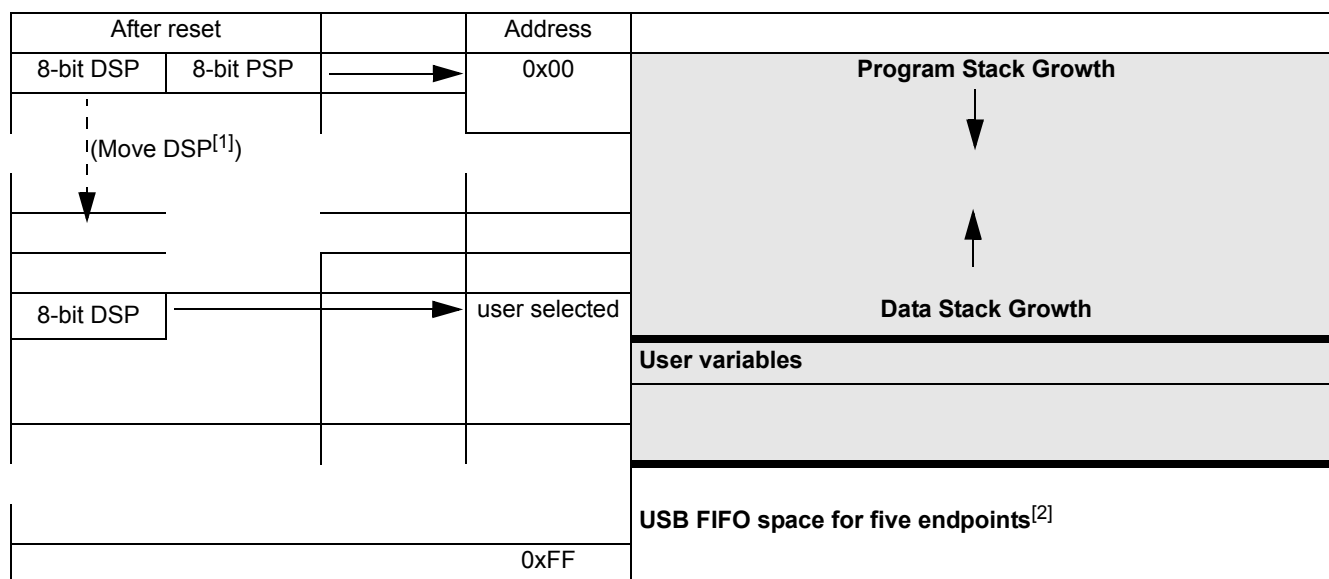 After reset Address
8-bit DSP 8-bit PSP 0x00 Program Stack Growth
(Move DSP[1])
8-bit DSP user selected Data Stack Growth
User variables
USB FIFO space for five endpoints[2]
0xFF